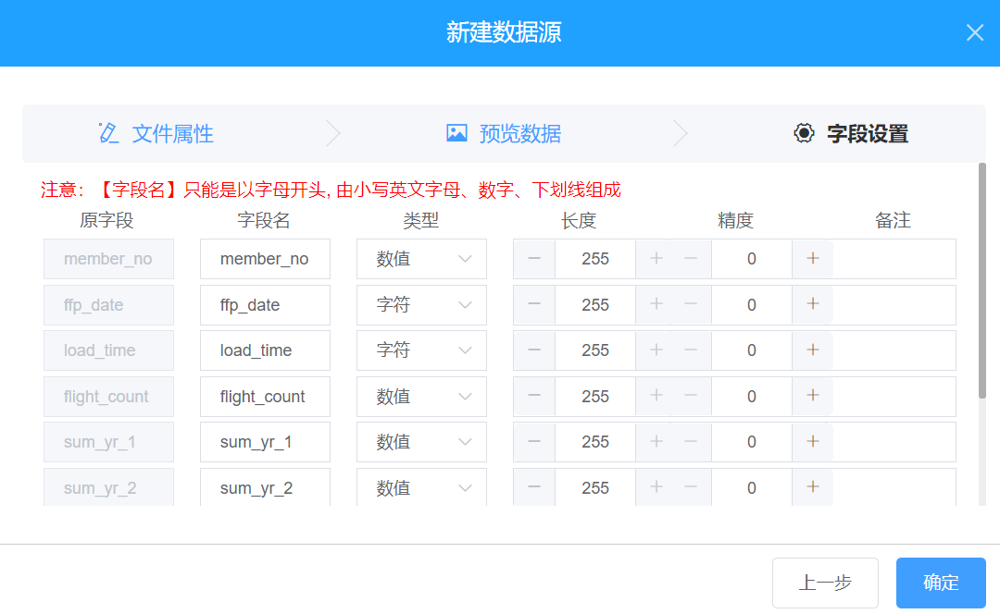 新建数据源
文件属性 预览数据 字段设置
注意：【字段名】只能是以字母开头, 由小写英文字母、数字、下划线组成
原字段 字段名 类型 长度 精度 备注
member_no member_no 数值 255 0
ffp_date ffp_date 字符 255 0
load_time load_time 字符 255 0
flight_count flight_count 数值 255 0
sum_yr_1 sum_yr_1 数值 255 0
sum_yr_2 sum_yr_2 数值 255 0
上一步 确定